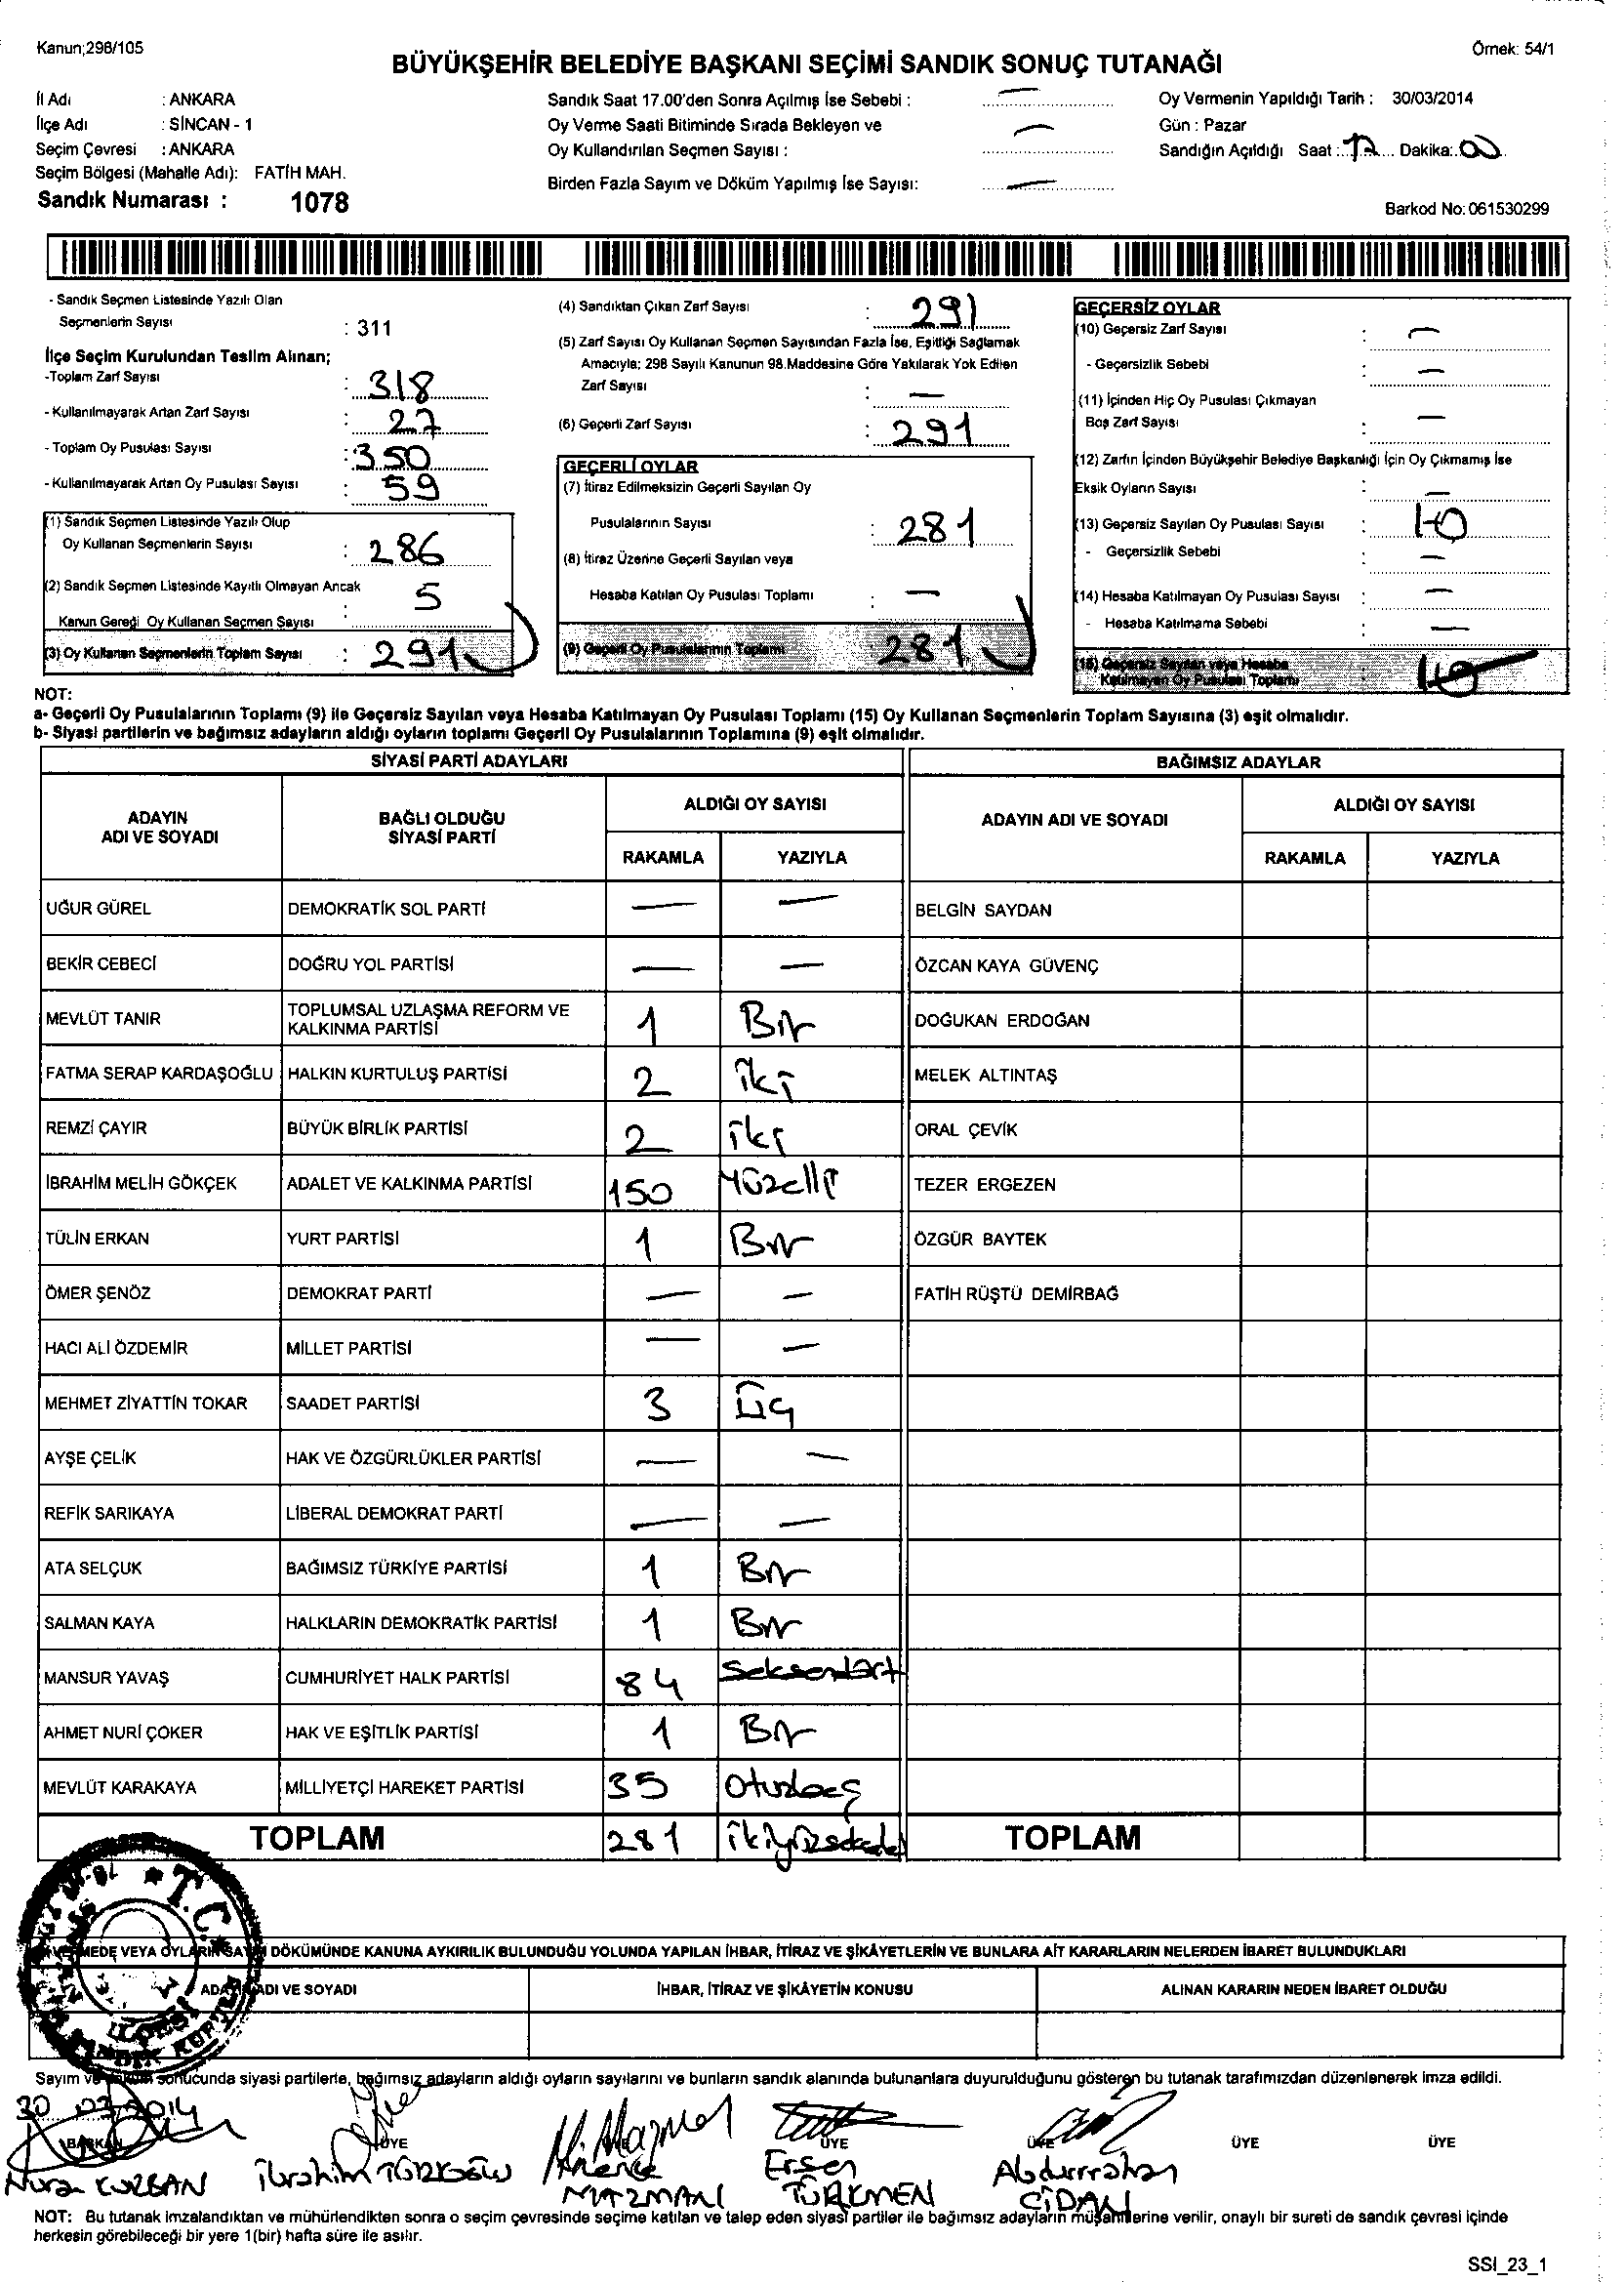 Kanun;298/105
Örnek: 54/1
BÜYÜKŞEHİR BELEDİYE BAŞKANI SEÇİMİ SANDIK SONUÇ TUTANAĞI
İl Adı : ANKARA
İlçe Adı : SİNCAN - 1
Seçim Çevresi : ANKARA
Seçim Bölgesi (Mahalle Adı): FATİH MAH.
Sandık Numarası : 1078
Sandık Saat 17.00'den Sonra Açılmış İse Sebebi : —
Oy Verme Saati Bitiminde Sırada Bekleyen ve
Oy Kullandırılan Seçmen Sayısı : —
Birden Fazla Sayım ve Döküm Yapılmış İse Sayısı: —
Oy Vermenin Yapıldığı Tarih : 30/03/2014
Gün : Pazar
Sandığın Açıldığı Saat : Dakika: 00
Barkod No: 061530299
- Sandık Seçmen Listesinde Yazılı Olan
Seçmenlerin Sayısı : 311
İlçe Seçim Kurulundan Teslim Alınan;
-Toplam Zarf Sayısı : 318
- Kullanılmayarak Artan Zarf Sayısı : 27
- Toplam Oy Pusulası Sayısı : 350
- Kullanılmayarak Artan Oy Pusulası Sayısı : 59
(1) Sandık Seçmen Listesinde Yazılı Olup
Oy Kullanan Seçmenlerin Sayısı : 286
(2) Sandık Seçmen Listesinde Kayıtlı Olmayan Ancak
Kanun Gereği Oy Kullanan Seçmen Sayısı : 5
(3) Oy Kullanan Seçmenlerin Toplam Sayısı : 291
(4) Sandıktan Çıkan Zarf Sayısı : 291
(5) Zarf Sayısı Oy Kullanan Seçmen Sayısından Fazla İse, Eşitliği Sağlamak
Amacıyla; 298 Sayılı Kanunun 98.Maddesine Göre Yakılarak Yok Edilen
Zarf Sayısı : —
(6) Geçerli Zarf Sayısı : 291
GEÇERLİ OYLAR
(7) İtiraz Edilmeksizin Geçerli Sayılan Oy
Pusulalarının Sayısı : 281
(8) İtiraz Üzerine Geçerli Sayılan veya
Hesaba Katılan Oy Pusulası Toplamı : —
(9) Geçerli Oy Pusulalarının Toplamı 281
GEÇERSİZ OYLAR
(10) Geçersiz Zarf Sayısı : —
- Geçersizlik Sebebi : —
(11) İçinden Hiç Oy Pusulası Çıkmayan
Boş Zarf Sayısı : —
(12) Zarfın İçinden Büyükşehir Belediye Başkanlığı İçin Oy Çıkmamış İse
Eksik Oyların Sayısı : —
(13) Geçersiz Sayılan Oy Pusulası Sayısı : 10
- Geçersizlik Sebebi : —
(14) Hesaba Katılmayan Oy Pusulası Sayısı : —
- Hesaba Katılmama Sebebi : —
(15) Geçersiz Sayılan veya Hesaba
Katılmayan Oy Pusulası Toplamı : 10
NOT:
a- Geçerli Oy Pusulalarının Toplamı (9) ile Geçersiz Sayılan veya Hesaba Katılmayan Oy Pusulası Toplamı (15) Oy Kullanan Seçmenlerin Toplam Sayısına (3) eşit olmalıdır.
b- Siyasi partilerin ve bağımsız adayların aldığı oyların toplamı Geçerli Oy Pusulalarının Toplamına (9) eşit olmalıdır.
SİYASİ PARTİ ADAYLARI BAĞIMSIZ ADAYLAR
ADAYIN ADI VE SOYADI BAĞLI OLDUĞU SİYASİ PARTİ ALDIĞI OY SAYISI ADAYIN ADI VE SOYADI ALDIĞI OY SAYISI
RAKAMLA YAZIYLA RAKAMLA YAZIYLA
UĞUR GÜREL DEMOKRATİK SOL PARTİ — — BELGİN SAYDAN
BEKİR CEBECİ DOĞRU YOL PARTİSİ — — ÖZCAN KAYA GÜVENÇ
MEVLÜT TANIR TOPLUMSAL UZLAŞMA REFORM VE KALKINMA PARTİSİ 1 Bir DOĞUKAN ERDOĞAN
FATMA SERAP KARDAŞOĞLU HALKIN KURTULUŞ PARTİSİ 2 iki MELEK ALTINTAŞ
REMZİ ÇAYIR BÜYÜK BİRLİK PARTİSİ 2 iki ORAL ÇEVİK
İBRAHİM MELİH GÖKÇEK ADALET VE KALKINMA PARTİSİ 150 Yüzelli TEZER ERGEZEN
TÜLİN ERKAN YURT PARTİSİ 1 Bir ÖZGÜR BAYTEK
ÖMER ŞENÖZ DEMOKRAT PARTİ — — FATİH RÜŞTÜ DEMİRBAĞ
HACI ALİ ÖZDEMİR MİLLET PARTİSİ — —
MEHMET ZİYATTİN TOKAR SAADET PARTİSİ 3 Üç
AYŞE ÇELİK HAK VE ÖZGÜRLÜKLER PARTİSİ — —
REFİK SARIKAYA LİBERAL DEMOKRAT PARTİ — —
ATA SELÇUK BAĞIMSIZ TÜRKİYE PARTİSİ 1 Bir
SALMAN KAYA HALKLARIN DEMOKRATİK PARTİSİ 1 Bir
MANSUR YAVAŞ CUMHURİYET HALK PARTİSİ 84 Seksendört
AHMET NURİ ÇOKER HAK VE EŞİTLİK PARTİSİ 1 Bir
MEVLÜT KARAKAYA MİLLİYETÇİ HAREKET PARTİSİ 35 Otuzbeş
TOPLAM 281 TOPLAM
T.C.
VEYA OYLARIN SAYIM DÖKÜMÜNDE KANUNA AYKIRILIK BULUNDUĞU YOLUNDA YAPILAN İHBAR, İTİRAZ VE ŞİKÂYETLERİN VE BUNLARA AİT KARARLARIN NELERDEN İBARET BULUNDUKLARI
ADAYIN ADI VE SOYADI İHBAR, İTİRAZ VE ŞİKÂYETİN KONUSU ALINAN KARARIN NEDEN İBARET OLDUĞU
Sayım ve döküm sonucunda siyasi partilerle, bağımsız adayların aldığı oyların sayılarını ve bunların sandık alanında bulunanlara duyurulduğunu gösteren bu tutanak tarafımızdan düzenlenerek imza edildi.
30 03 2014
BAŞKAN ÜYE ÜYE ÜYE ÜYE ÜYE
İbrahim MAZMAN Ersen TÜRKMEN Abdurrahan CİDAN
NOT: Bu tutanak imzalandıktan ve mühürlendikten sonra o seçim çevresinde seçime katılan ve talep eden siyasi partiler ile bağımsız adayların müşahitlerine verilir, onaylı bir sureti de sandık çevresi içinde
herkesin görebileceği bir yere 1(bir) hafta süre ile asılır.
SSI_23_1